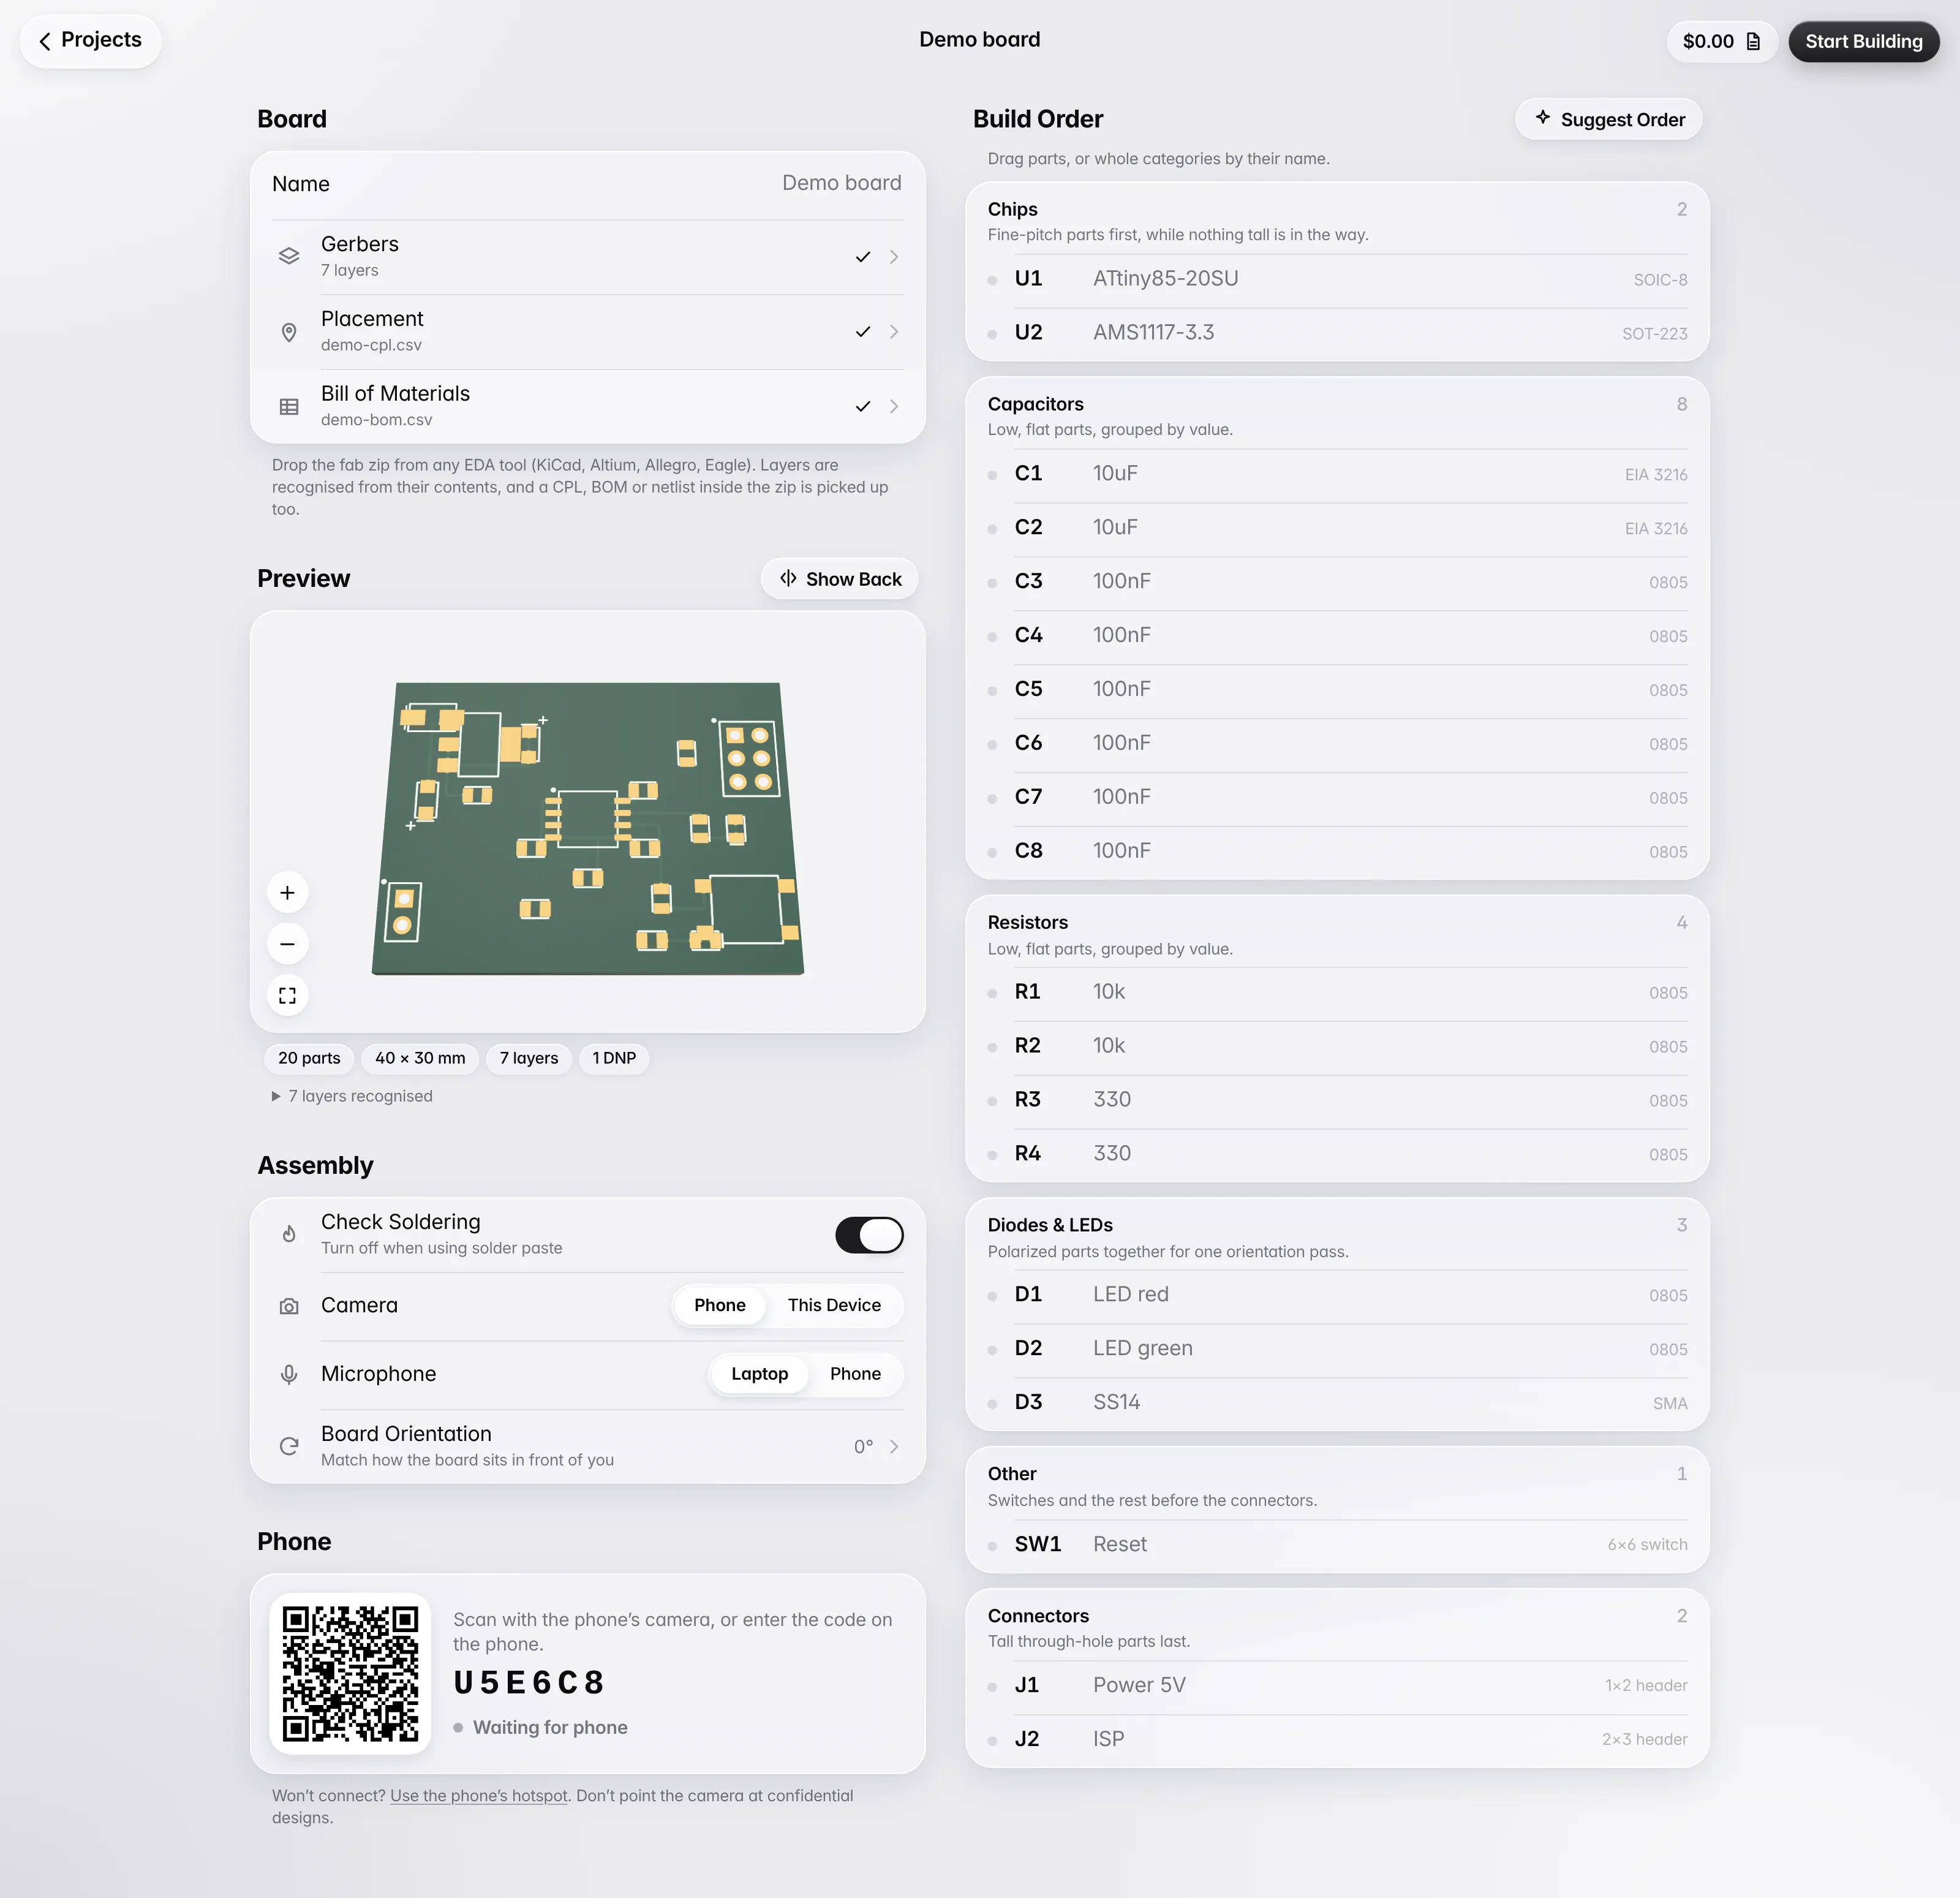 Projects
Demo board
$0.00
Start Building
Board
Name
Demo board
Gerbers
7 layers
Placement
demo-cpl.csv
Bill of Materials
demo-bom.csv
Drop the fab zip from any EDA tool (KiCad, Altium, Allegro, Eagle). Layers are
recognised from their contents, and a CPL, BOM or netlist inside the zip is picked up
too.
Preview
Show Back
20 parts
40 × 30 mm
7 layers
1 DNP
7 layers recognised
Assembly
Check Soldering
Turn off when using solder paste
Camera
Phone
This Device
Microphone
Laptop
Phone
Board Orientation
Match how the board sits in front of you
0°
Phone
Scan with the phone’s camera, or enter the code on
the phone.
U5E6C8
Waiting for phone
Won’t connect? Use the phone’s hotspot. Don’t point the camera at confidential
designs.
Build Order
Suggest Order
Drag parts, or whole categories by their name.
Chips 2
Fine-pitch parts first, while nothing tall is in the way.
U1 ATtiny85-20SU SOIC-8
U2 AMS1117-3.3 SOT-223
Capacitors 8
Low, flat parts, grouped by value.
C1 10uF EIA 3216
C2 10uF EIA 3216
C3 100nF 0805
C4 100nF 0805
C5 100nF 0805
C6 100nF 0805
C7 100nF 0805
C8 100nF 0805
Resistors 4
Low, flat parts, grouped by value.
R1 10k 0805
R2 10k 0805
R3 330 0805
R4 330 0805
Diodes & LEDs 3
Polarized parts together for one orientation pass.
D1 LED red 0805
D2 LED green 0805
D3 SS14 SMA
Other 1
Switches and the rest before the connectors.
SW1 Reset 6×6 switch
Connectors 2
Tall through-hole parts last.
J1 Power 5V 1×2 header
J2 ISP 2×3 header